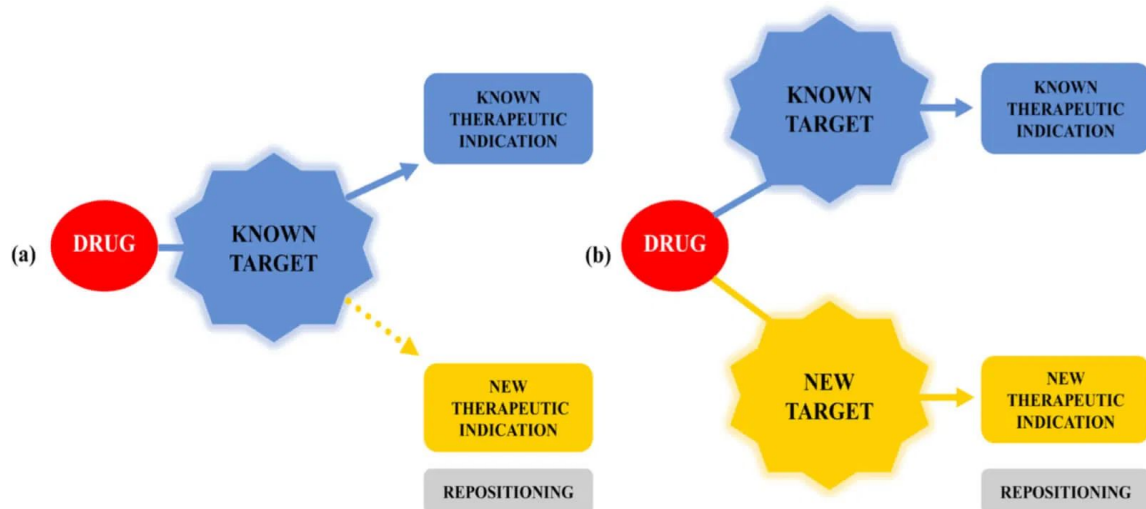 (a)
DRUG
KNOWN
TARGET
KNOWN
THERAPEUTIC
INDICATION
NEW
THERAPEUTIC
INDICATION
REPOSITIONING
(b)
DRUG
KNOWN
TARGET
KNOWN
THERAPEUTIC
INDICATION
NEW
TARGET
NEW
THERAPEUTIC
INDICATION
REPOSITIONING